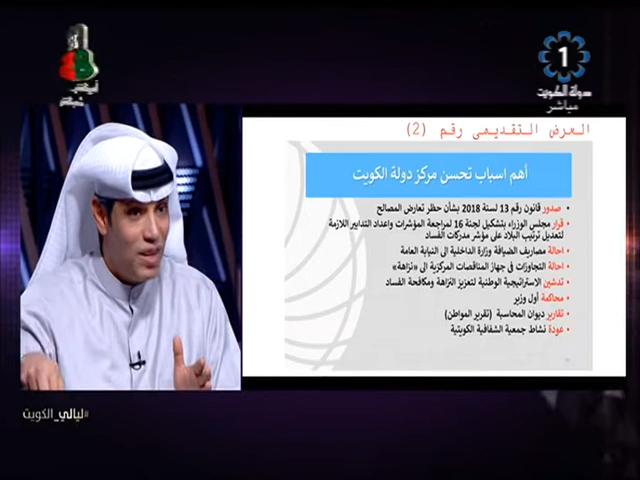 1
دولة الكويت
مباشر
العرض التقديمى رقم (2)
أهم اسباب تحسن مركز دولة الكويت
• صدور قانون رقم 13 لسنة 2018 بشأن حظر تعارض المصالح
• قرار مجلس الوزراء بتشكيل لجنة 16 لمراجعة المؤشرات واعداد التدابير اللازمة
لتعديل ترتيب البلاد على مؤشر مدركات الفساد
• احالة مصاريف الضيافة وزارة الداخلية الى النيابة العامة
• احالة التجاوزات في جهاز المناقصات المركزية الى «نزاهة»
• تدشين الاستراتيجية الوطنية لتعزيز النزاهة ومكافحة الفساد
• محاكمة أول وزير
• تقارير ديوان المحاسبة (تقرير المواطن)
• عودة نشاط جمعية الشفافية الكويتية
#ليالي_الكويت